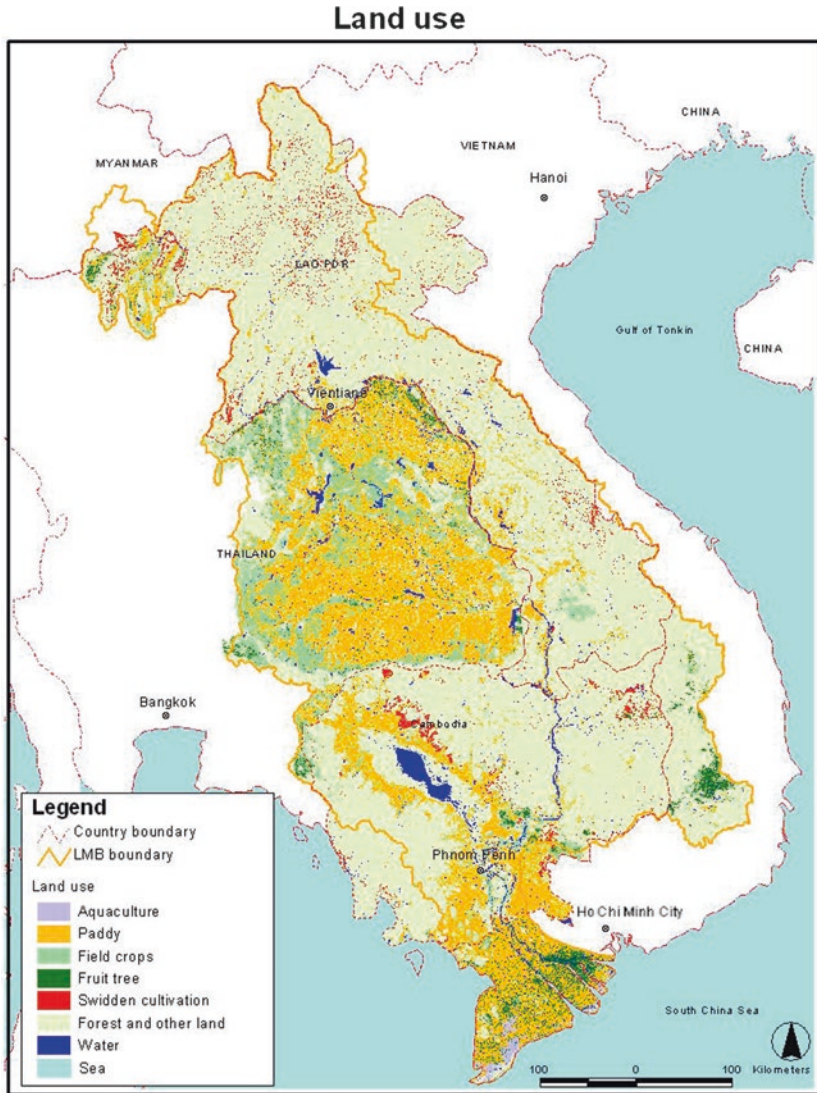 Land use
CHINA
MYANMAR
VIETNAM
Hanoi
LAO PDR
Gulf of Tonkin
CHINA
Vientiane
THAILAND
Bangkok
Cambodia
Phnom Penh
Ho Chi Minh City
South China Sea
Legend
Country boundary
LMB boundary
Land use
Aquaculture
Paddy
Field crops
Fruit tree
Swidden cultivation
Forest and other land
Water
Sea
100 0 100
Kilometers